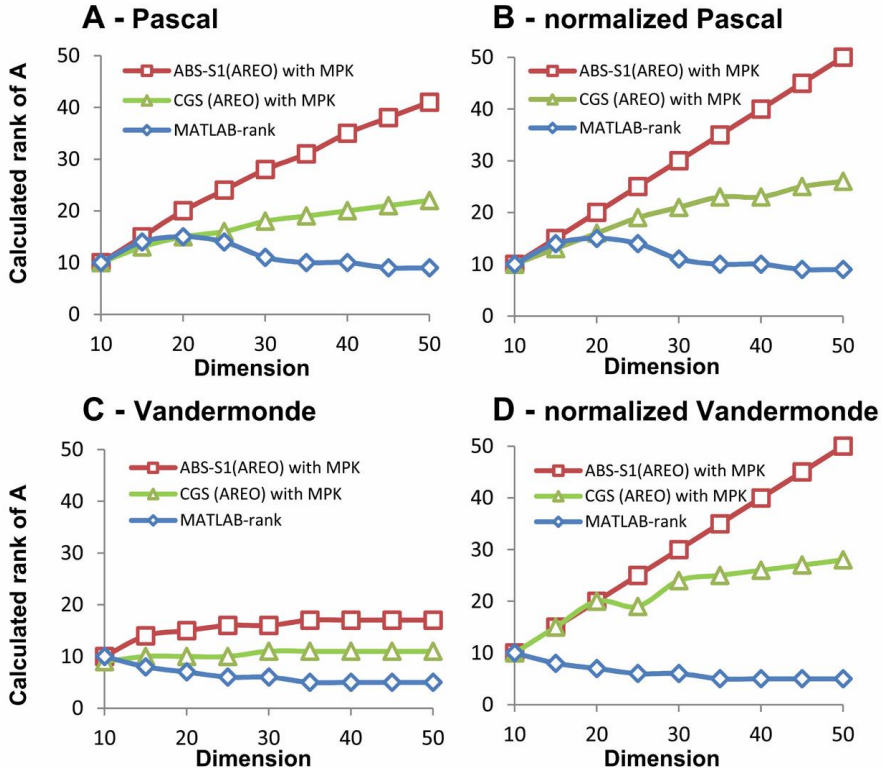 A - Pascal
Calculated rank of A
50
40
30
20
10
0
ABS-S1(AREO) with MPK
CGS (AREO) with MPK
MATLAB-rank
10 20 30 40 50
Dimension
B - normalized Pascal
50
40
30
20
10
0
ABS-S1(AREO) with MPK
CGS (AREO) with MPK
MATLAB-rank
10 20 30 40 50
Dimension
C - Vandermonde
Calculated rank of A
50
40
30
20
10
0
ABS-S1(AREO) with MPK
CGS (AREO) with MPK
MATLAB-rank
10 20 30 40 50
Dimension
D - normalized Vandermonde
50
40
30
20
10
0
ABS-S1(AREO) with MPK
CGS (AREO) with MPK
MATLAB-rank
10 20 30 40 50
Dimension